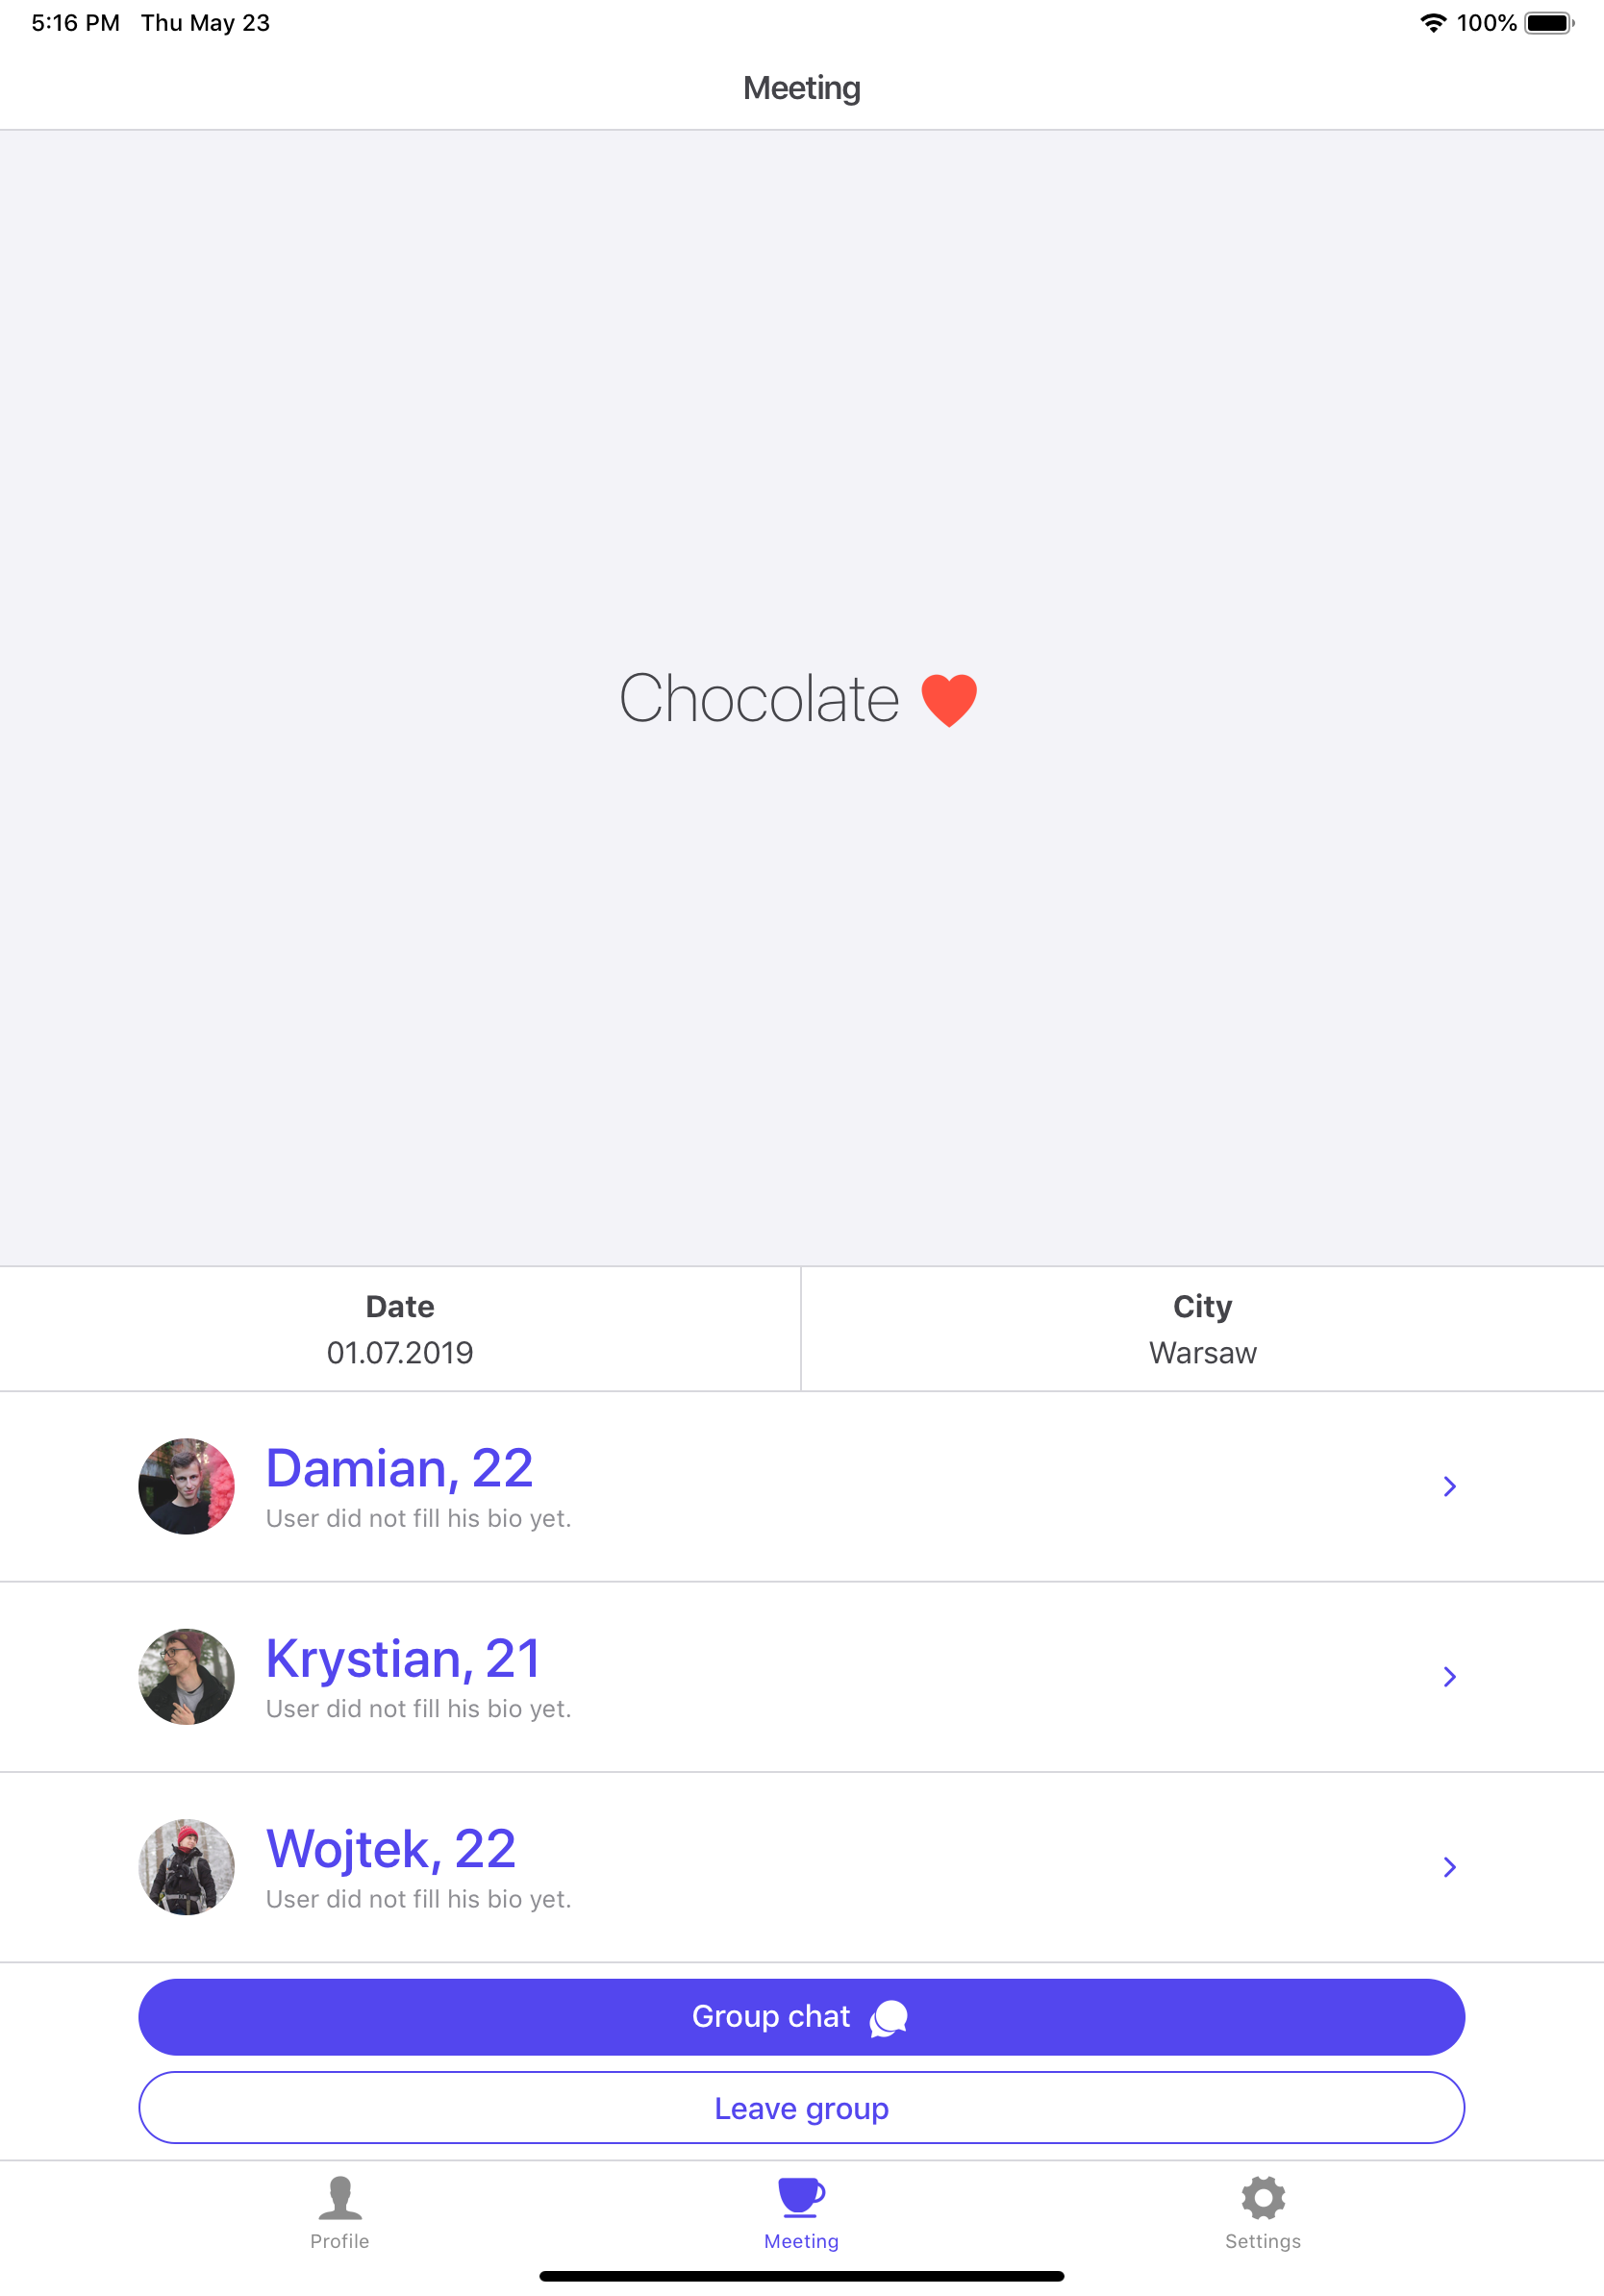 5:16 PM Thu May 23 100%
Meeting
Chocolate ❤
Date City
01.07.2019 Warsaw
Damian, 22
User did not fill his bio yet.
Krystian, 21
User did not fill his bio yet.
Wojtek, 22
User did not fill his bio yet.
Group chat
Leave group
Profile Meeting Settings